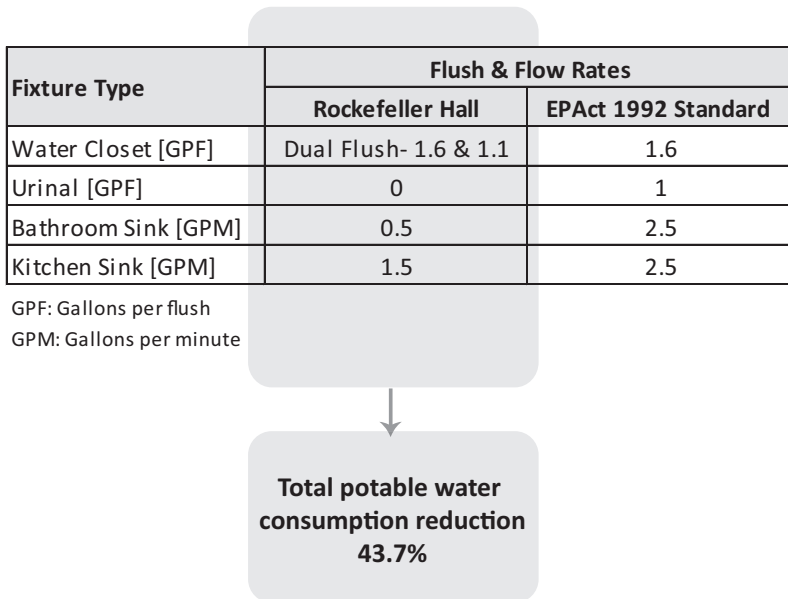 Fixture Type
Flush & Flow Rates
Rockefeller Hall
EPAct 1992 Standard
Water Closet [GPF]
Dual Flush- 1.6 & 1.1
1.6
Urinal [GPF]
0
1
Bathroom Sink [GPM]
0.5
2.5
Kitchen Sink [GPM]
1.5
2.5
GPF: Gallons per flush
GPM: Gallons per minute
Total potable water
consumption reduction
43.7%